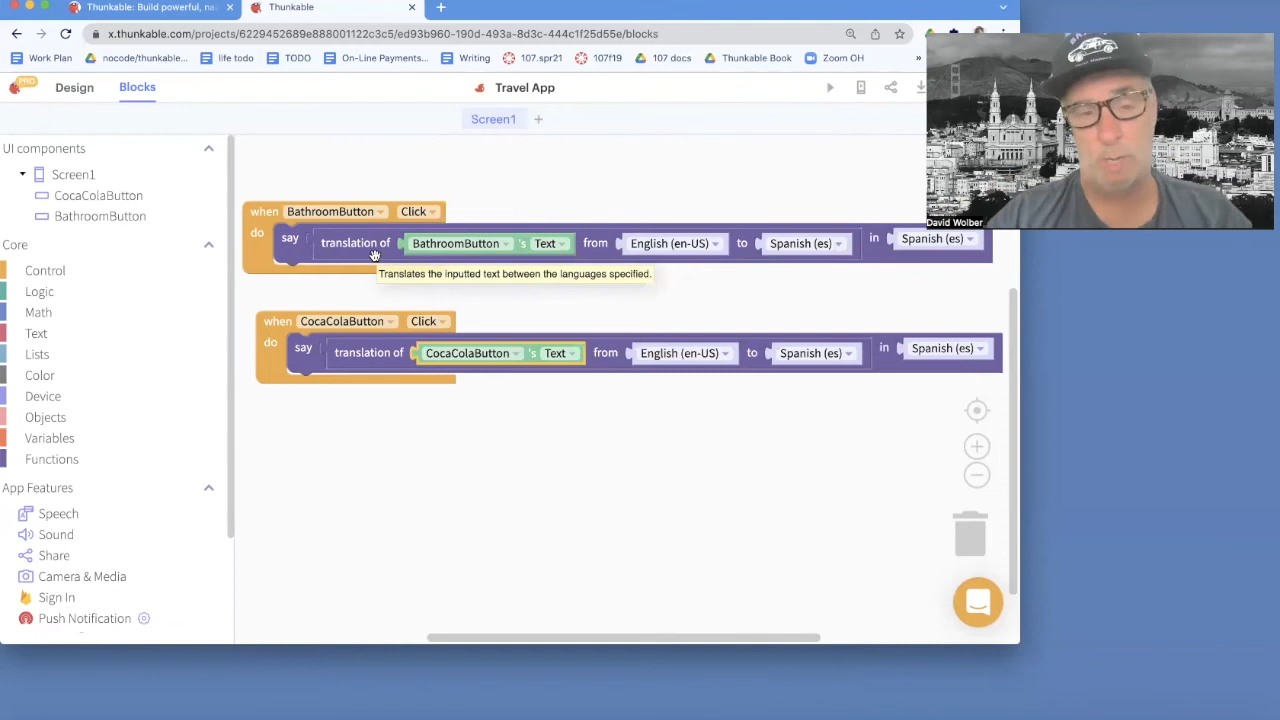 Thunkable: Build powerful, na
Thunkable
x.thunkable.com/projects/6229452689e888001122c3c5/ed93b960-190d-493a-8d3c-444c1f25d55e/blocks
Work Plan
nocode/thunkable...
life todo
TODO
On-Line Payments...
Writing
107.spr21
107f19
107 docs
Thunkable Book
Zoom OH
»
PRO
Design
Blocks
Travel App
Screen1
UI components
Screen1
CocaColaButton
BathroomButton
Core
Control
Logic
Math
Text
Lists
Color
Device
Objects
Variables
Functions
App Features
Speech
Sound
Share
Camera & Media
Sign In
Push Notification
when BathroomButton Click
do say translation of BathroomButton 's Text from English (en-US) to Spanish (es) in Spanish (es)
Translates the inputted text between the languages specified.
when CocaColaButton Click
do say translation of CocaColaButton 's Text from English (en-US) to Spanish (es) in Spanish (es)
David Wolber